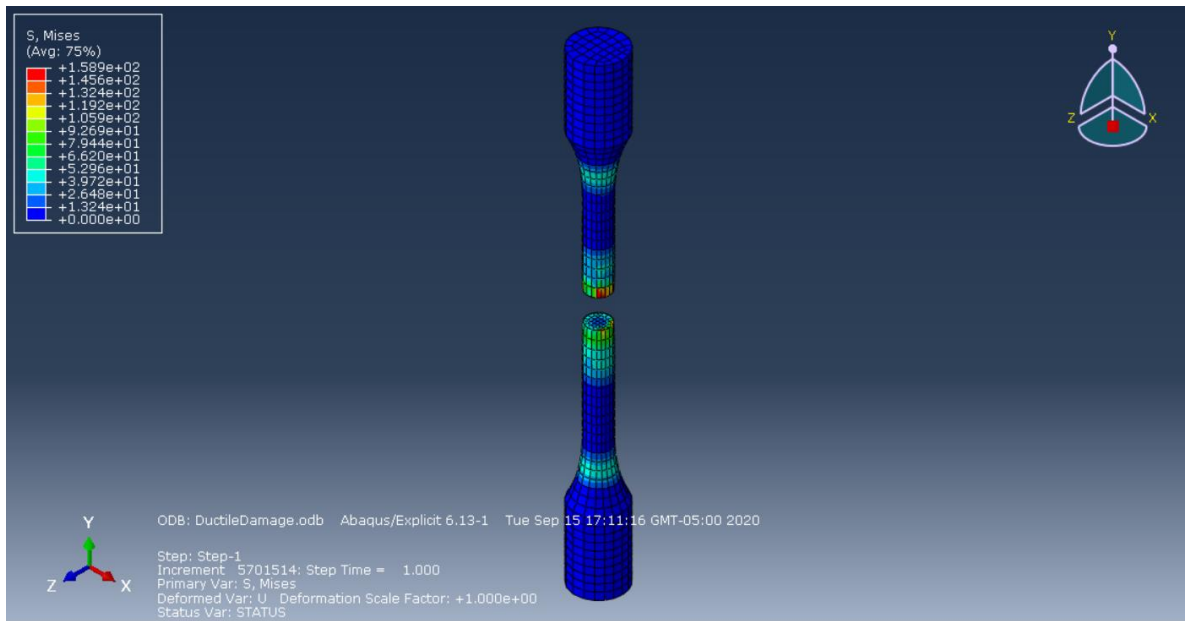 S, Mises
(Avg: 75%)
+1.589e+02
+1.456e+02
+1.324e+02
+1.192e+02
+1.059e+02
+9.269e+01
+7.944e+01
+6.620e+01
+5.296e+01
+3.972e+01
+2.648e+01
+1.324e+01
+0.000e+00
Y
Z
X
ODB: DuctileDamage.odb Abaqus/Explicit 6.13-1 Tue Sep 15 17:11:16 GMT-05:00 2020
Y
Z
X
Step: Step-1
Increment 5701514: Step Time = 1.000
Primary Var: S, Mises
Deformed Var: U Deformation Scale Factor: +1.000e+00
Status Var: STATUS